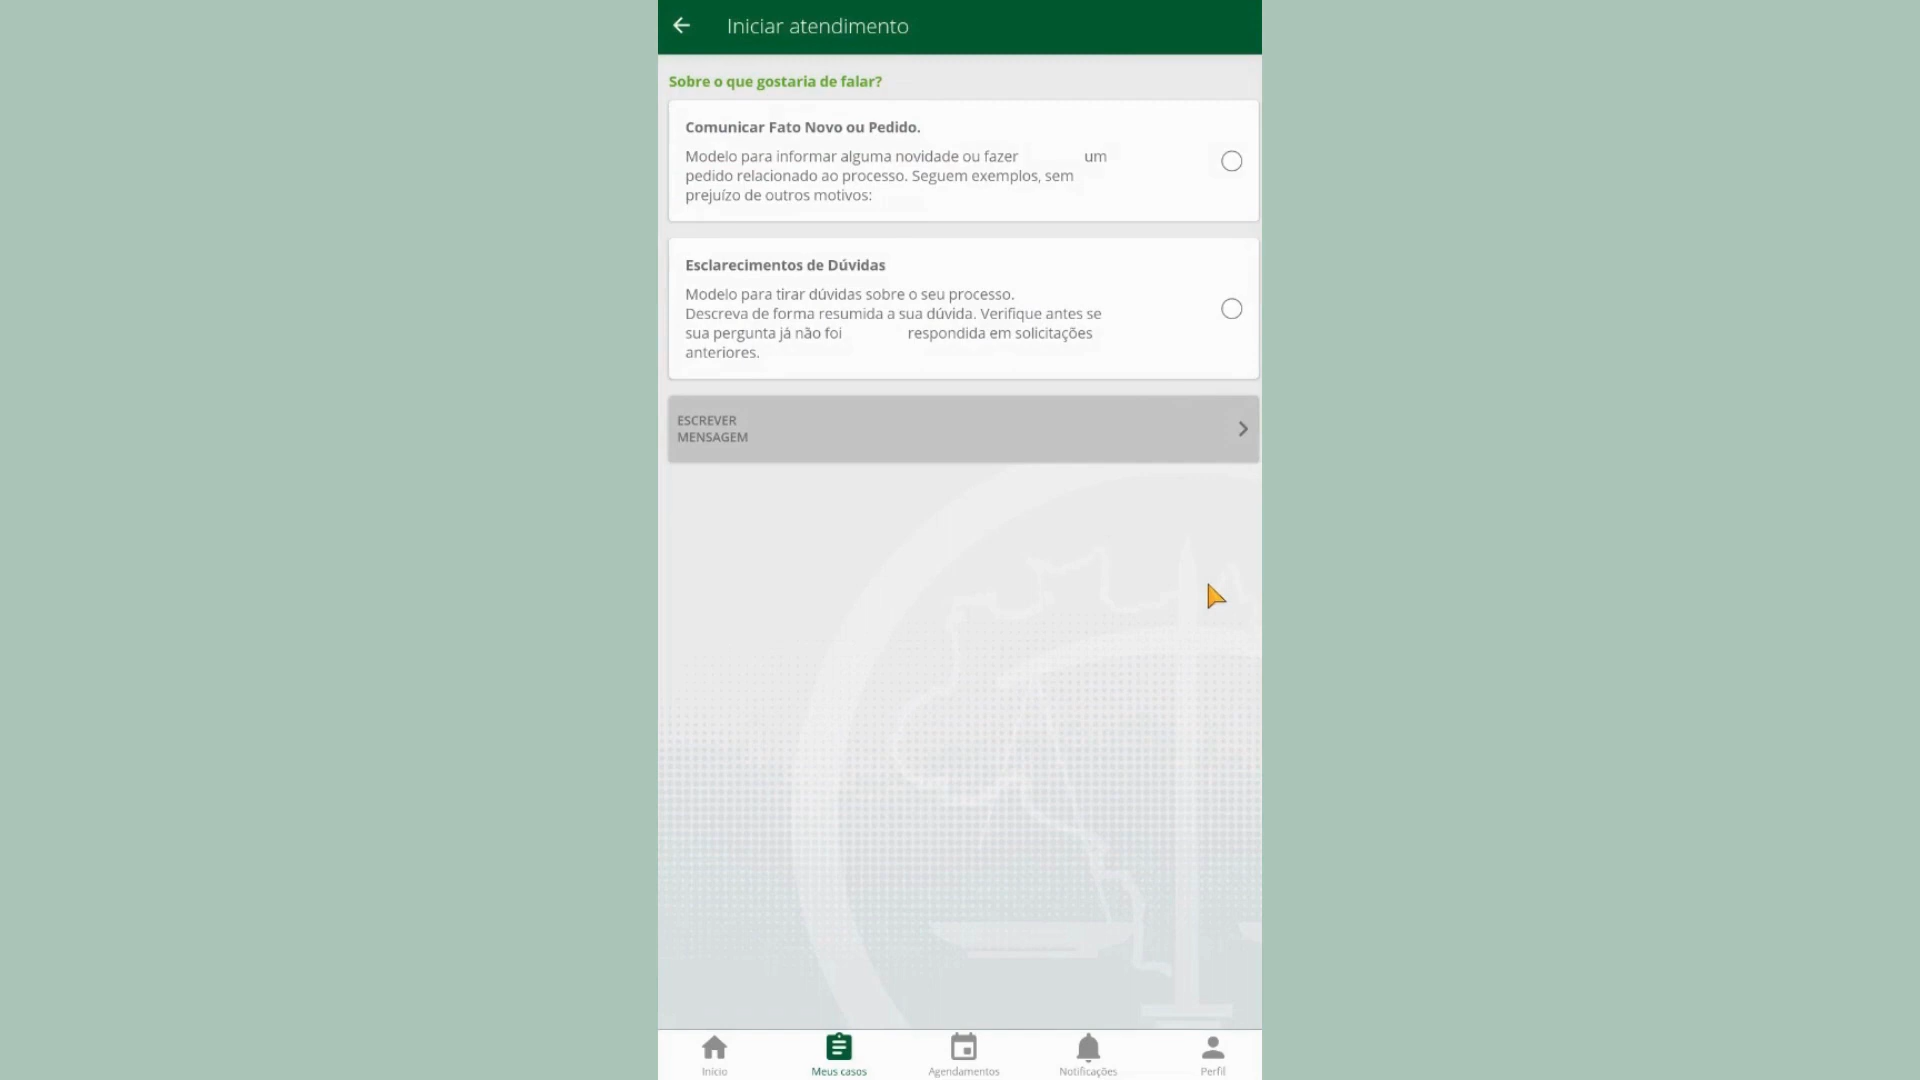 Iniciar atendimento
Sobre o que gostaria de falar?
Comunicar Fato Novo ou Pedido.
Modelo para informar alguma novidade ou fazer um
pedido relacionado ao processo. Seguem exemplos, sem
prejuízo de outros motivos:
Esclarecimentos de Dúvidas
Modelo para tirar dúvidas sobre o seu processo.
Descreva de forma resumida a sua dúvida. Verifique antes se
sua pergunta já não foi respondida em solicitações
anteriores.
ESCREVER
MENSAGEM
Início
Meus casos
Agendamentos
Notificações
Perfil